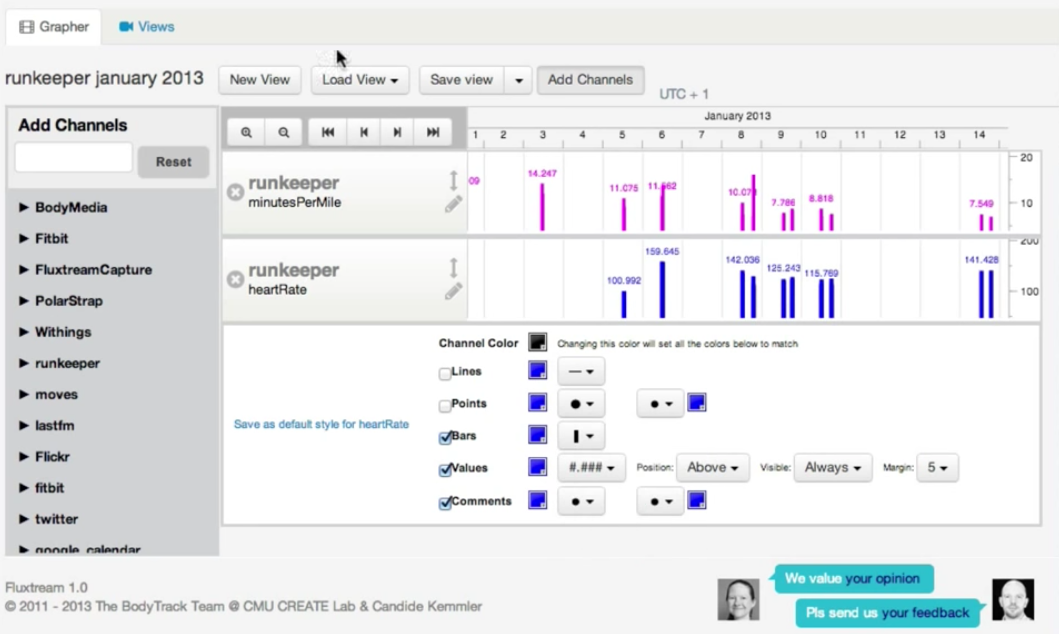 Grapher Views
runkeeper january 2013 New View Load View Save view Add Channels
UTC + 1
Add Channels
Reset
January 2013
1 2 3 4 5 6 7 8 9 10 11 12 13 14
runkeeper
minutesPerMile
09 14.247 11.075 11.662 10.07 7.786 8.818 7.549
20
10
runkeeper
heartRate
100.992 159.645 142.036 125.243 115.769 141.428
200
100
BodyMedia
Fitbit
FluxtreamCapture
PolarStrap
Withings
runkeeper
moves
lastfm
Flickr
fitbit
twitter
google_calendar
Save as default style for heartRate
Channel Color Changing this color will set all the colors below to match
Lines
Points
Bars
Values #.### Position: Above Visible: Always Margin: 5
Comments
Fluxtream 1.0
© 2011 - 2013 The BodyTrack Team @ CMU CREATE Lab & Candide Kemmler
We value your opinion
Pls send us your feedback